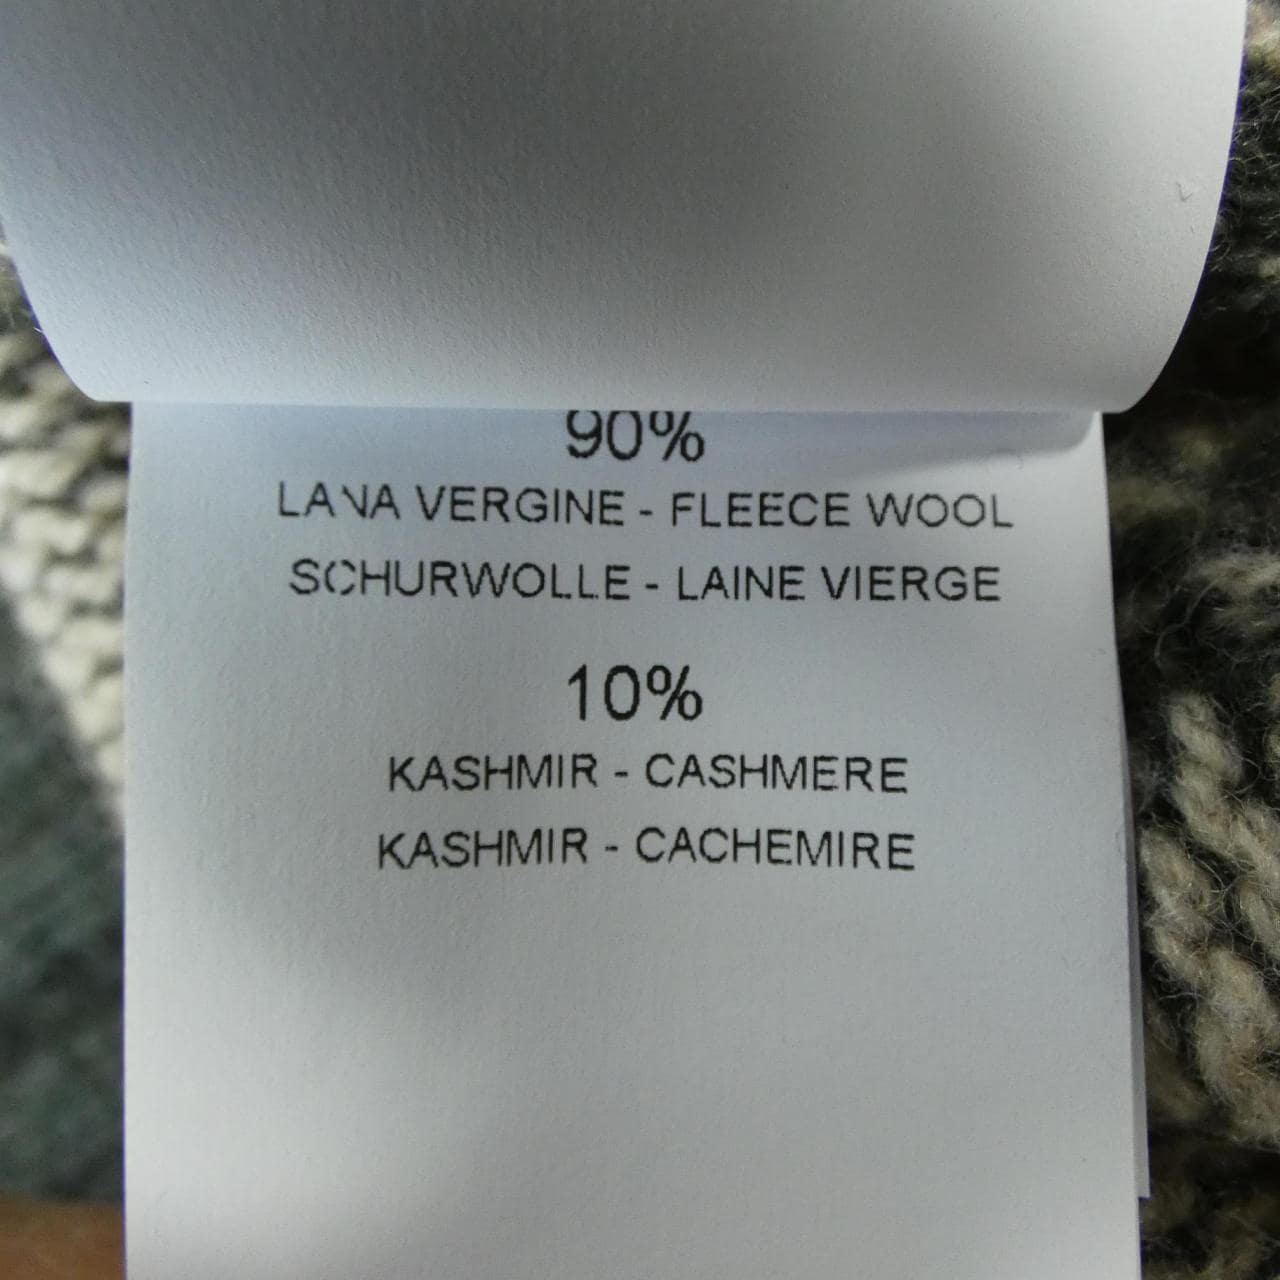 90%
LANA VERGINE - FLEECE WOOL
SCHURWOLLE - LAINE VIERGE
10%
KASHMIR - CASHMERE
KASHMIR - CACHEMIRE